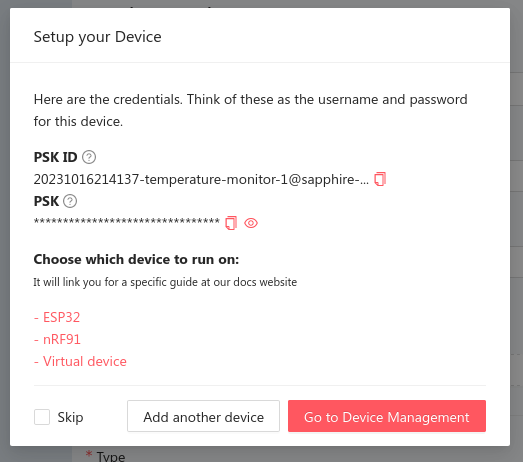 Setup your Device
Here are the credentials. Think of these as the username and password
for this device.
PSK ID
20231016214137-temperature-monitor-1@sapphire-...
PSK
********************************
Choose which device to run on:
It will link you for a specific guide at our docs website
- ESP32
- nRF91
- Virtual device
Skip
Add another device
Go to Device Management
* Type